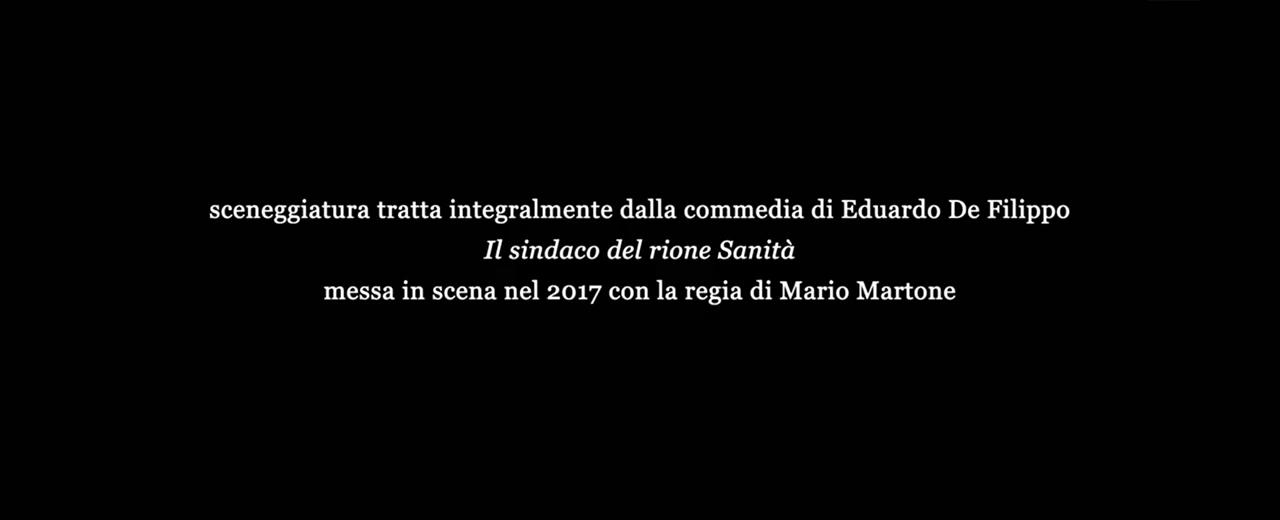 sceneggiatura tratta integralmente dalla commedia di Eduardo De Filippo
Il sindaco del rione Sanità
messa in scena nel 2017 con la regia di Mario Martone